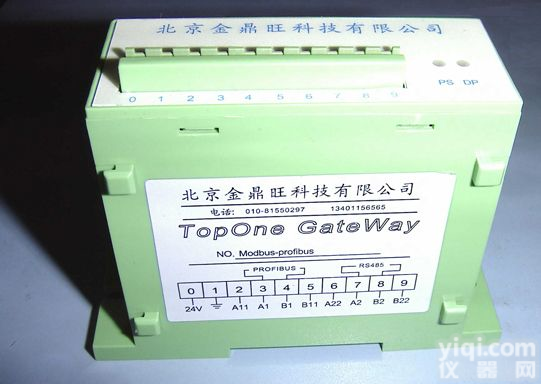 北京金鼎旺科技有限公司
PS DP
0 1 2 3 4 5 6 7 8 9
北京金鼎旺科技有限公司
电话: 010-81550297 13401156565
TopOne GateWay
NO. Modbus-profibus
PROFIBUS RS485
0 1 2 3 4 5 6 7 8 9
24V A11 A1 B1 B11 A22 A2 B2 B22
yiqi.com
仪器网